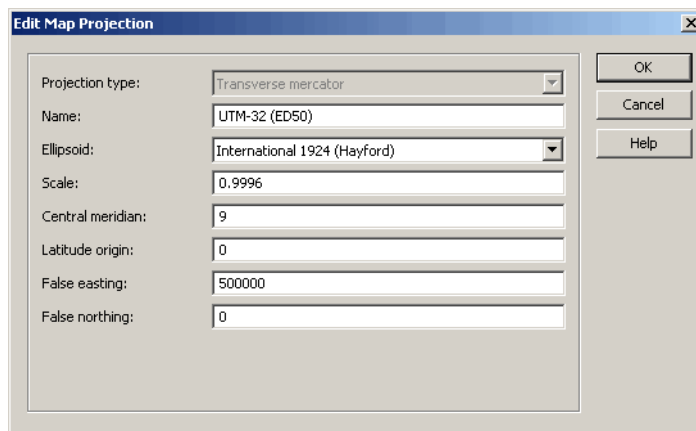 Edit Map Projection
Projection type: Transverse mercator
Name: UTM-32 (ED50)
Ellipsoid: International 1924 (Hayford)
Scale: 0.9996
Central meridian: 9
Latitude origin: 0
False easting: 500000
False northing: 0
OK
Cancel
Help